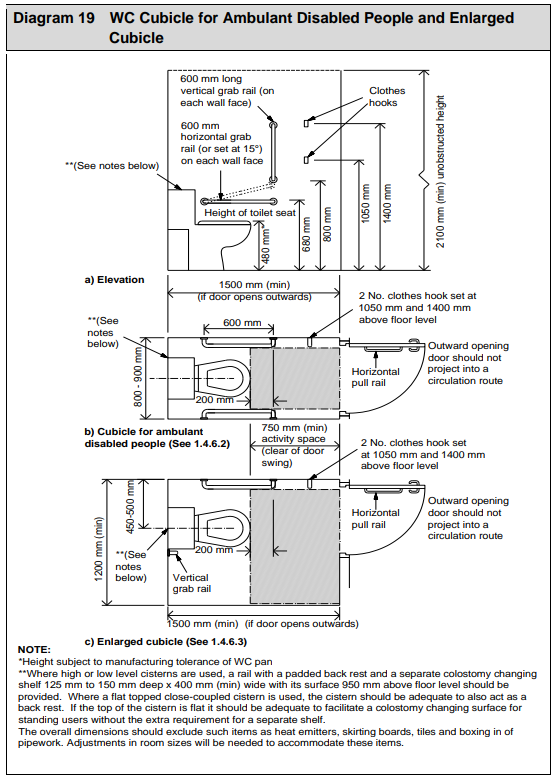 Diagram 19 WC Cubicle for Ambulant Disabled People and Enlarged
Cubicle
600 mm long
vertical grab rail (on
each wall face)
Clothes
hooks
600 mm
horizontal grab
rail (or set at 15°)
on each wall face
**(See notes below)
Height of toilet seat
480 mm
680 mm
800 mm
1050 mm
1400 mm
2100 mm (min) unobstructed height
a) Elevation
1500 mm (min)
(if door opens outwards)
2 No. clothes hook set at
1050 mm and 1400 mm
above floor level
**(See
notes
below)
600 mm
800 - 900 mm
200 mm
Horizontal
pull rail
Outward opening
door should not
project into a
circulation route
b) Cubicle for ambulant
disabled people (See 1.4.6.2)
750 mm (min)
activity space
(clear of door
swing)
2 No. clothes hook set
at 1050 mm and 1400 mm
above floor level
1200 mm (min)
450-500 mm
200 mm
**(See
notes
below)
Vertical
grab rail
Horizontal
pull rail
Outward opening
door should not
project into a
circulation route
1500 mm (min) (if door opens outwards)
c) Enlarged cubicle (See 1.4.6.3)
NOTE:
*Height subject to manufacturing tolerance of WC pan
**Where high or low level cisterns are used, a rail with a padded back rest and a separate colostomy changing
shelf 125 mm to 150 mm deep x 400 mm (min) wide with its surface 950 mm above floor level should be
provided. Where a flat topped close-coupled cistern is used, the cistern should be adequate to also act as a
back rest. If the top of the cistern is flat it should be adequate to facilitate a colostomy changing surface for
standing users without the extra requirement for a separate shelf.
The overall dimensions should exclude such items as heat emitters, skirting boards, tiles and boxing in of
pipework. Adjustments in room sizes will be needed to accommodate these items.